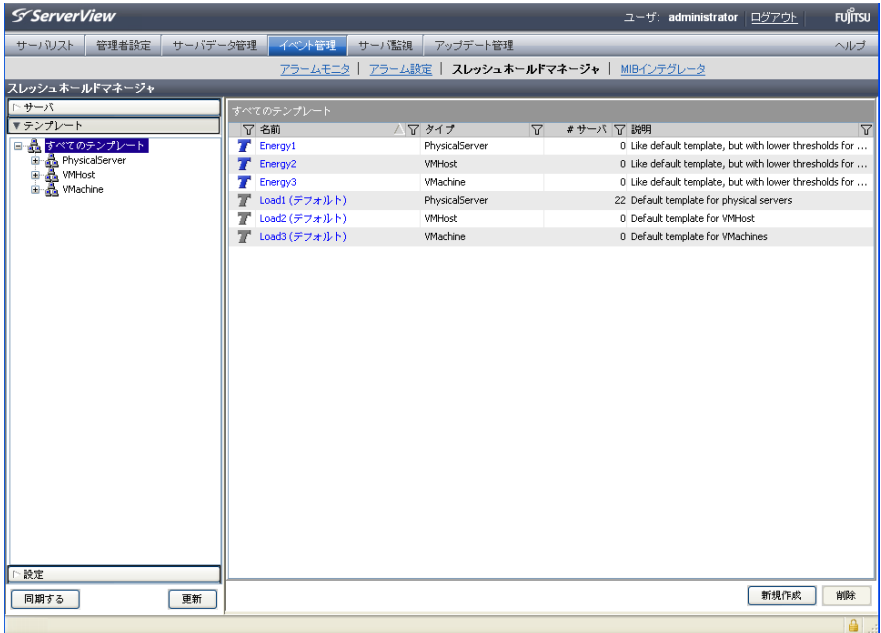 ServerView ユーザ: administrator ログアウト FUJITSU
サーバリスト 管理者設定 サーバデータ管理 イベント管理 サーバ監視 アップデート管理 ヘルプ
アラームモニタ | アラーム設定 | スレッシュホールドマネージャ | MIBインテグレータ
スレッシュホールドマネージャ
サーバ
テンプレート
すべてのテンプレート
PhysicalServer
VMHost
VMachine
設定
同期する 更新
すべてのテンプレート
名前 タイプ # サーバ 説明
Energy1 PhysicalServer 0 Like default template, but with lower thresholds for ...
Energy2 VMHost 0 Like default template, but with lower thresholds for ...
Energy3 VMachine 0 Like default template, but with lower thresholds for ...
Load1 (デフォルト) PhysicalServer 22 Default template for physical servers
Load2 (デフォルト) VMHost 0 Default template for VMHost
Load3 (デフォルト) VMachine 0 Default template for VMachines
新規作成 削除